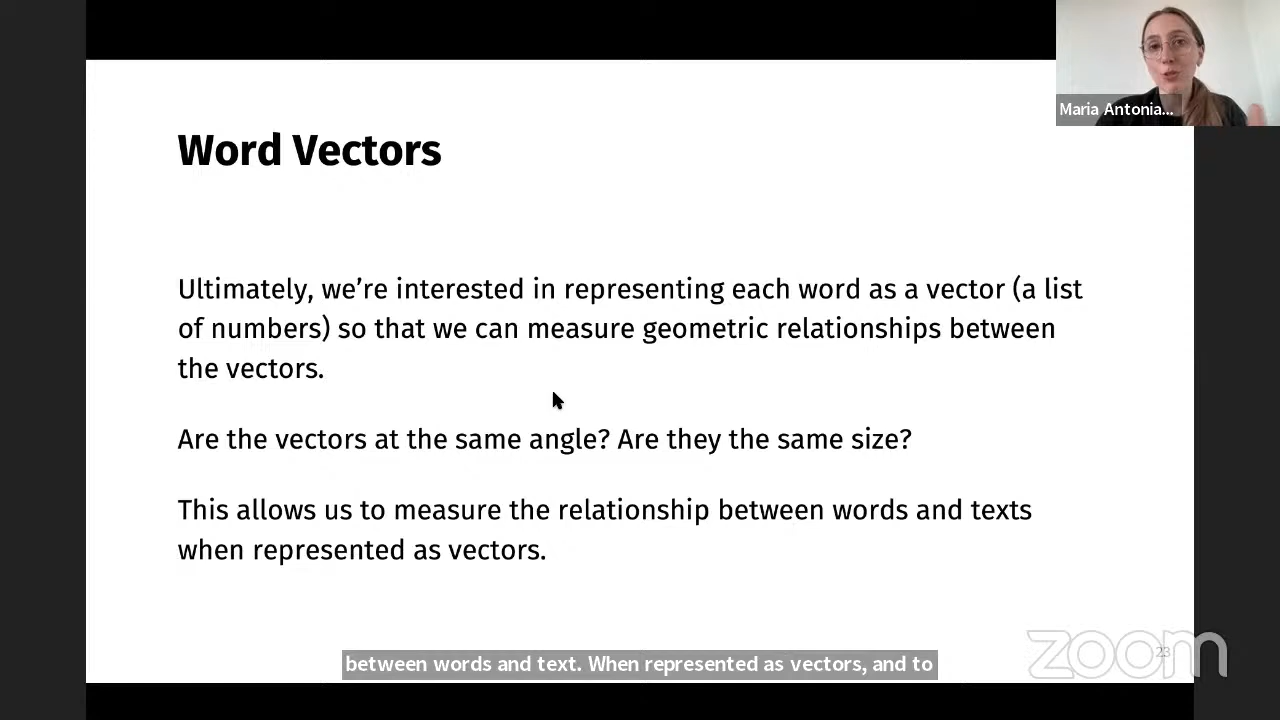 Maria Antonia...
Word Vectors
Ultimately, we’re interested in representing each word as a vector (a list
of numbers) so that we can measure geometric relationships between
the vectors.
Are the vectors at the same angle? Are they the same size?
This allows us to measure the relationship between words and texts
when represented as vectors.
zoom
23
between words and text. When represented as vectors, and to